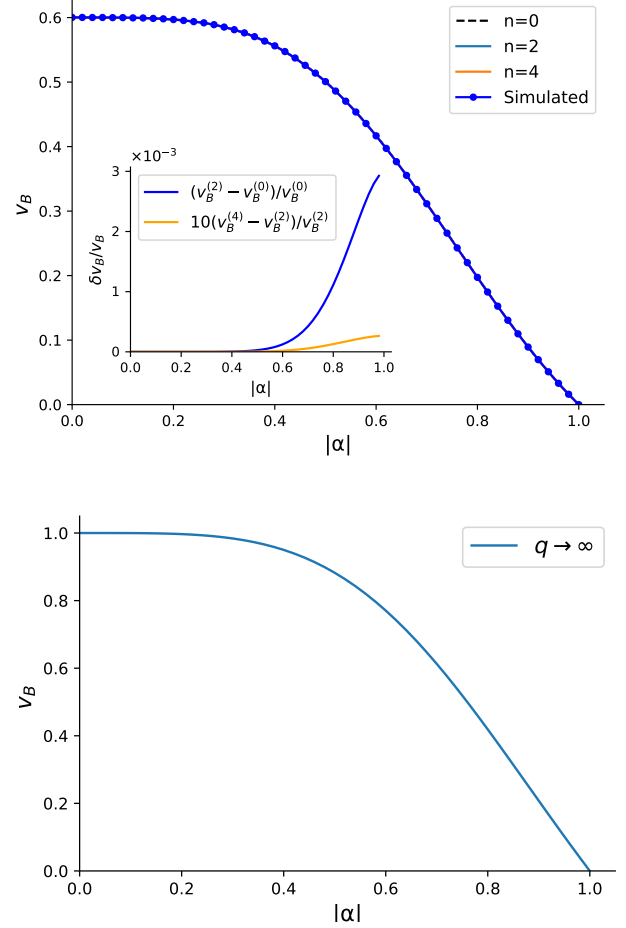 0.6
0.5
0.4
0.3
0.2
0.1
0.0
v_B
n=0
n=2
n=4
Simulated
×10⁻³
3
2
1
0
δv_B/v_B
(v_B^(2) − v_B^(0))/v_B^(0)
10(v_B^(4) − v_B^(2))/v_B^(2)
0.0 0.2 0.4 0.6 0.8 1.0
|α|
0.0 0.2 0.4 0.6 0.8 1.0
|α|
1.0
0.8
0.6
0.4
0.2
0.0
v_B
q → ∞
0.0 0.2 0.4 0.6 0.8 1.0
|α|